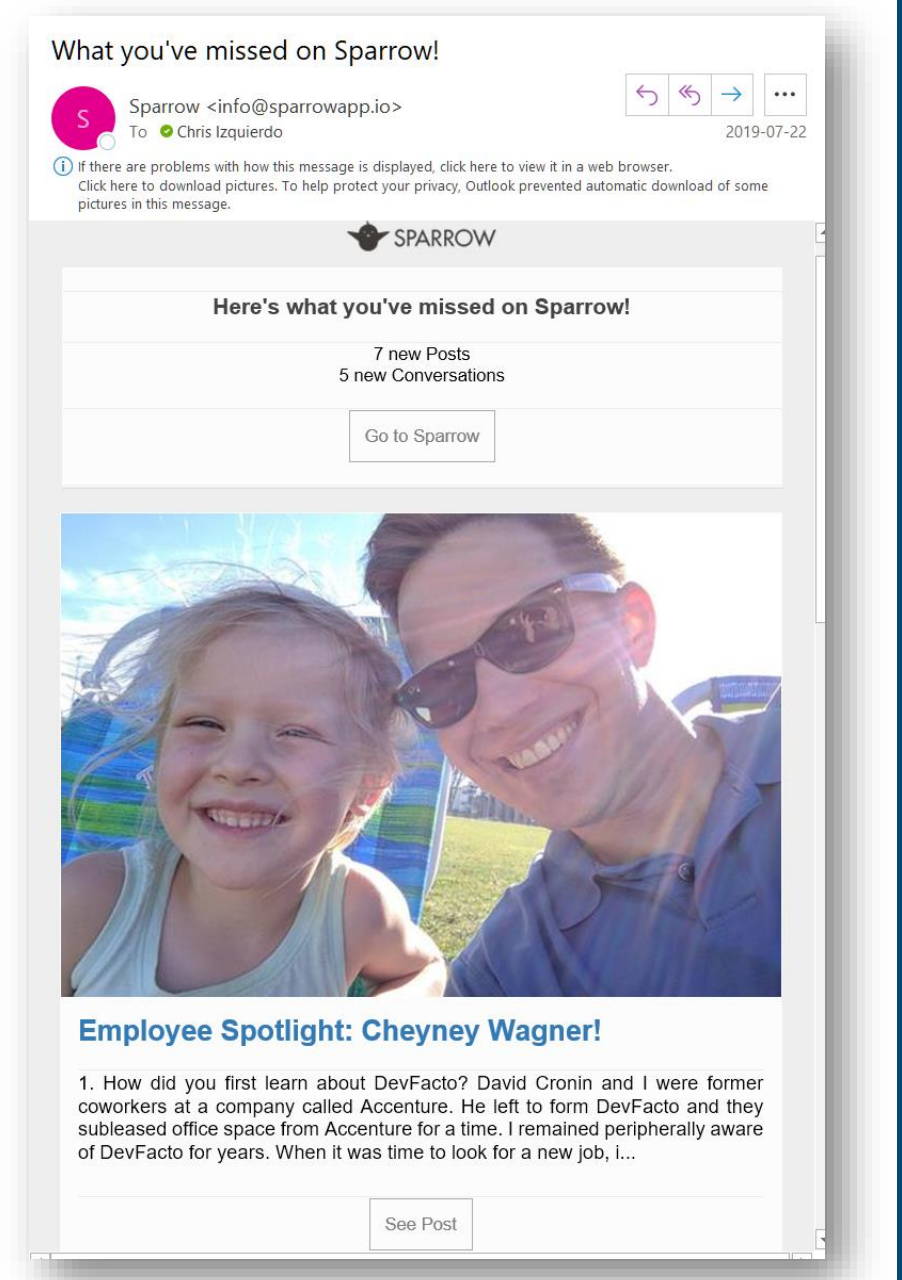 What you've missed on Sparrow!
S
Sparrow <info@sparrowapp.io>
To Chris Izquierdo
2019-07-22
If there are problems with how this message is displayed, click here to view it in a web browser.
Click here to download pictures. To help protect your privacy, Outlook prevented automatic download of some
pictures in this message.
SPARROW
Here's what you've missed on Sparrow!
7 new Posts
5 new Conversations
Go to Sparrow
Employee Spotlight: Cheyney Wagner!
1. How did you first learn about DevFacto? David Cronin and I were former
coworkers at a company called Accenture. He left to form DevFacto and they
subleased office space from Accenture for a time. I remained peripherally aware
of DevFacto for years. When it was time to look for a new job, i...
See Post